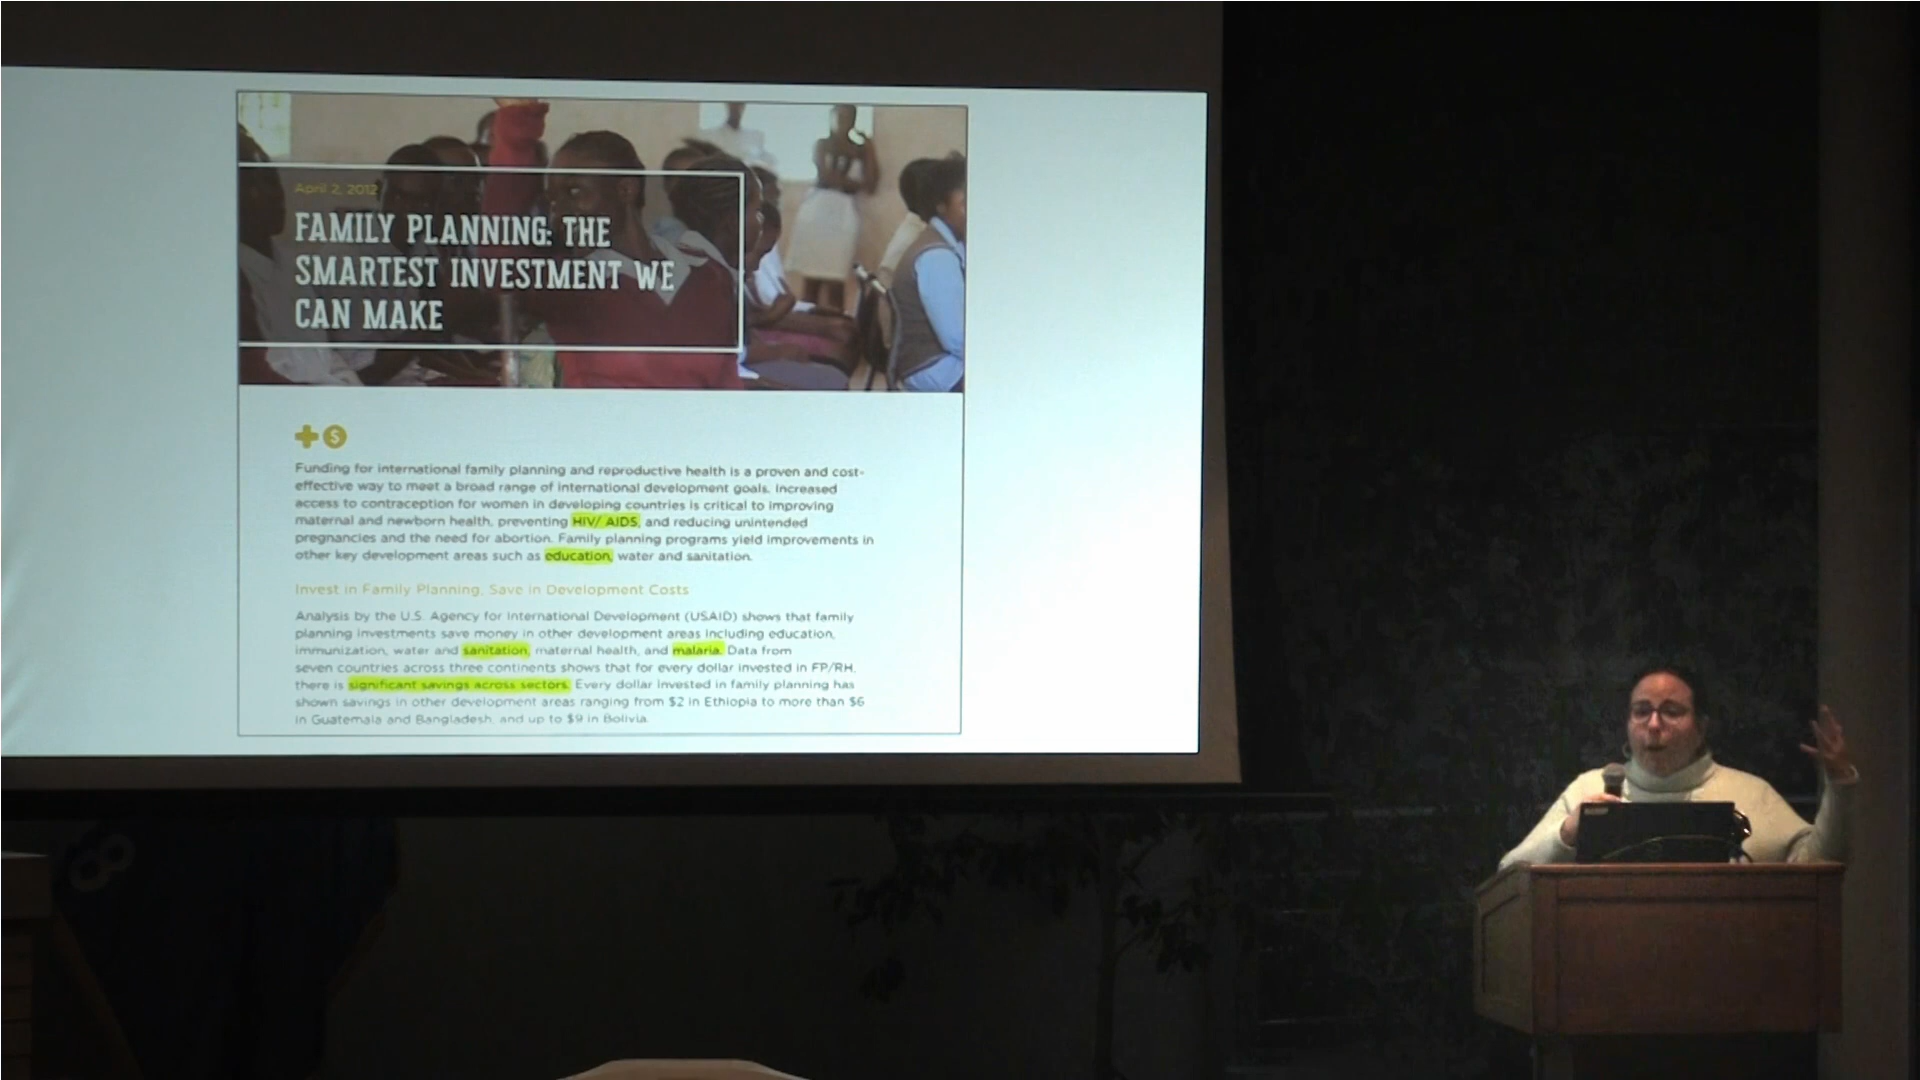 April 2, 2012
FAMILY PLANNING: THE
SMARTEST INVESTMENT WE
CAN MAKE
$
Funding for international family planning and reproductive health is a proven and cost-
effective way to meet a broad range of international development goals. Increased
access to contraception for women in developing countries is critical to improving
maternal and newborn health, preventing HIV/ AIDS, and reducing unintended
pregnancies and the need for abortion. Family planning programs yield improvements in
other key development areas such as education, water and sanitation.
Invest in Family Planning, Save in Development Costs
Analysis by the U.S. Agency for International Development (USAID) shows that family
planning investments save money in other development areas including education,
immunization, water and sanitation, maternal health, and malaria. Data from
seven countries across three continents shows that for every dollar invested in FP/RH,
there is significant savings across sectors. Every dollar invested in family planning has
shown savings in other development areas ranging from $2 in Ethiopia to more than $6
in Guatemala and Bangladesh, and up to $9 in Bolivia.